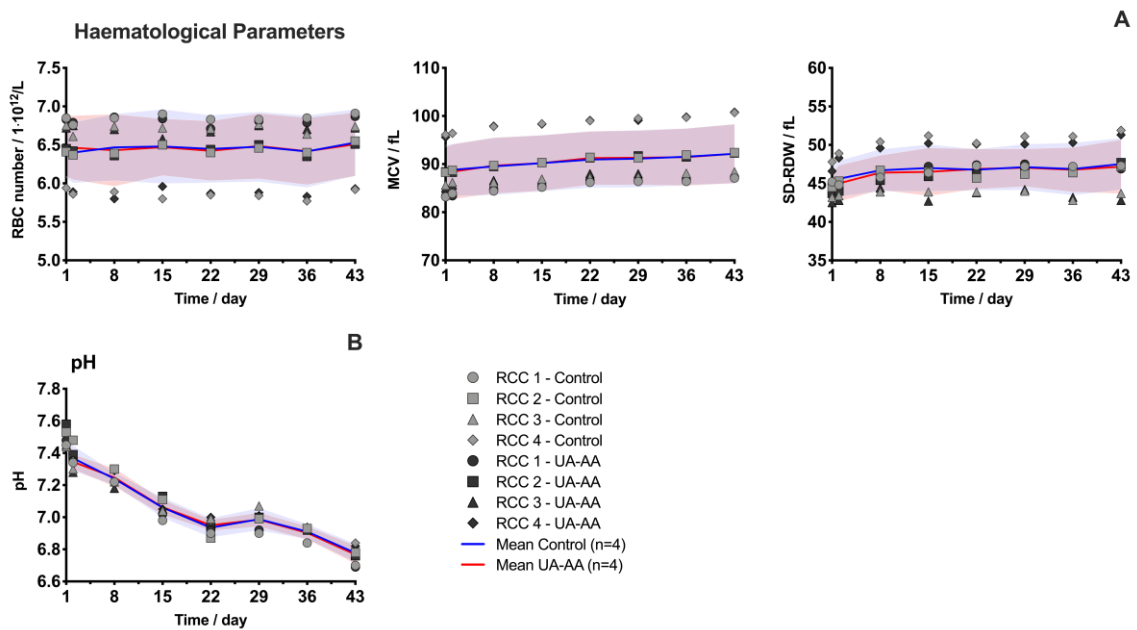 A
Haematological Parameters
RBC number / 1·10¹²/L
7.5
7.0
6.5
6.0
5.5
5.0
1 8 15 22 29 36 43
Time / day
MCV / fL
100
90
80
70
1 8 15 22 29 36 43
Time / day
SD-RDW / fL
60
55
50
45
40
35
1 8 15 22 29 36 43
Time / day
B
pH
pH
7.8
7.6
7.4
7.2
7.0
6.8
6.6
1 8 15 22 29 36 43
Time / day
RCC 1 - Control
RCC 2 - Control
RCC 3 - Control
RCC 4 - Control
RCC 1 - UA-AA
RCC 2 - UA-AA
RCC 3 - UA-AA
RCC 4 - UA-AA
Mean Control (n=4)
Mean UA-AA (n=4)